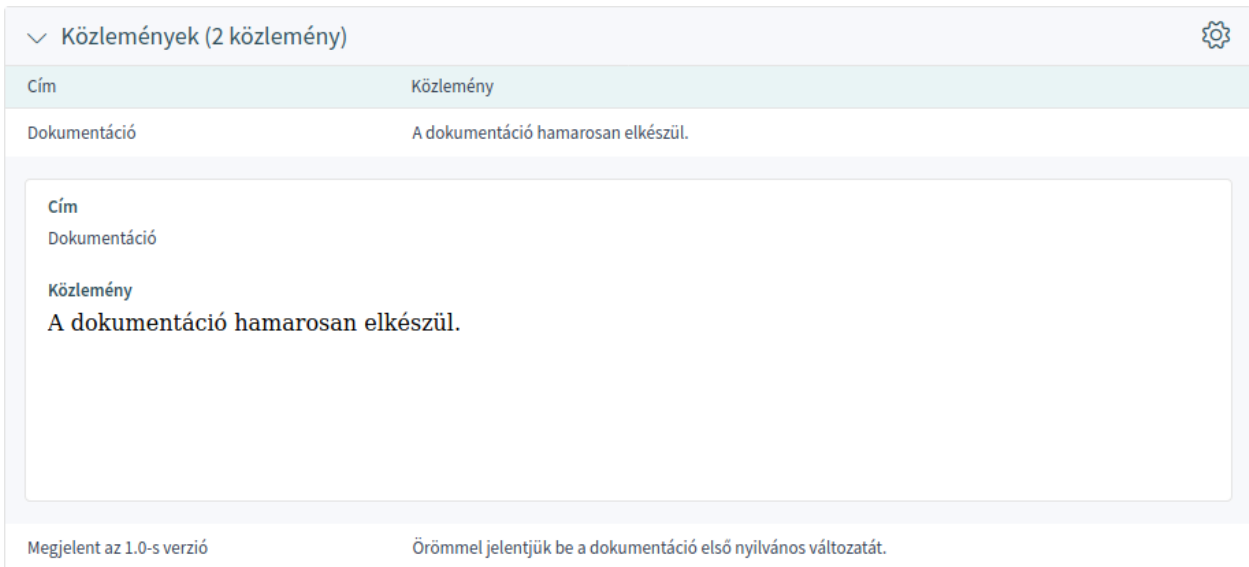 Közlemények (2 közlemény)
Cím Közlemény
Dokumentáció A dokumentáció hamarosan elkészül.
Cím
Dokumentáció
Közlemény
A dokumentáció hamarosan elkészül.
Megjelent az 1.0-s verzió Örömmel jelentjük be a dokumentáció első nyilvános változatát.